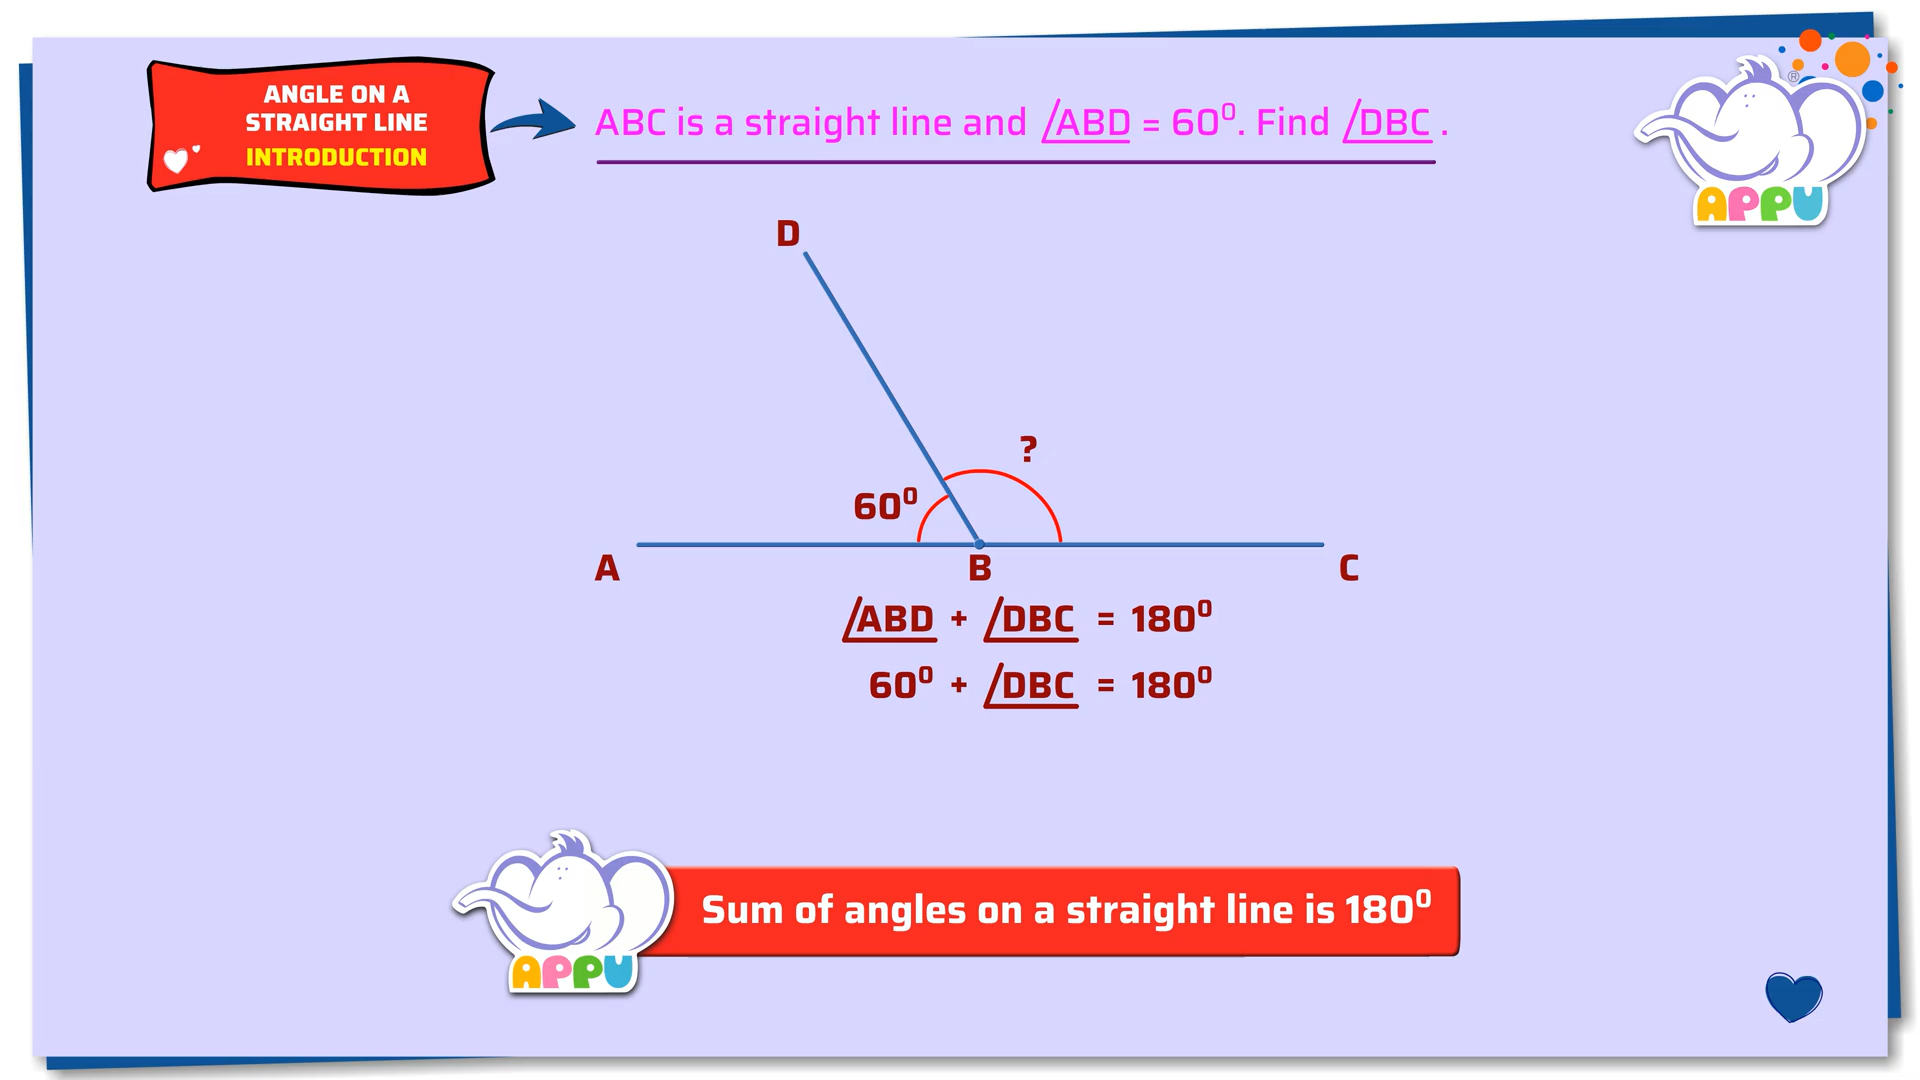 ANGLE ON A
STRAIGHT LINE
INTRODUCTION
ABC is a straight line and ∠ABD = 60⁰. Find ∠DBC .
®
APPU
D
?
60⁰
A
B
C
∠ABD + ∠DBC = 180⁰
60⁰ + ∠DBC = 180⁰
Sum of angles on a straight line is 180⁰
APPU